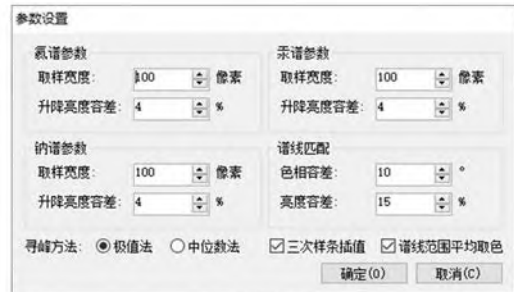 参数设置
氦谱参数 汞谱参数
取样宽度: 100 像素 取样宽度: 100 像素
升降亮度容差: 4 % 升降亮度容差: 4 %
钠谱参数 谱线匹配
取样宽度: 100 像素 色相容差: 10 °
升降亮度容差: 4 % 亮度容差: 15 %
寻峰方法: 极值法 中位数法 三次样条插值 谱线范围平均取色
确定(O) 取消(C)